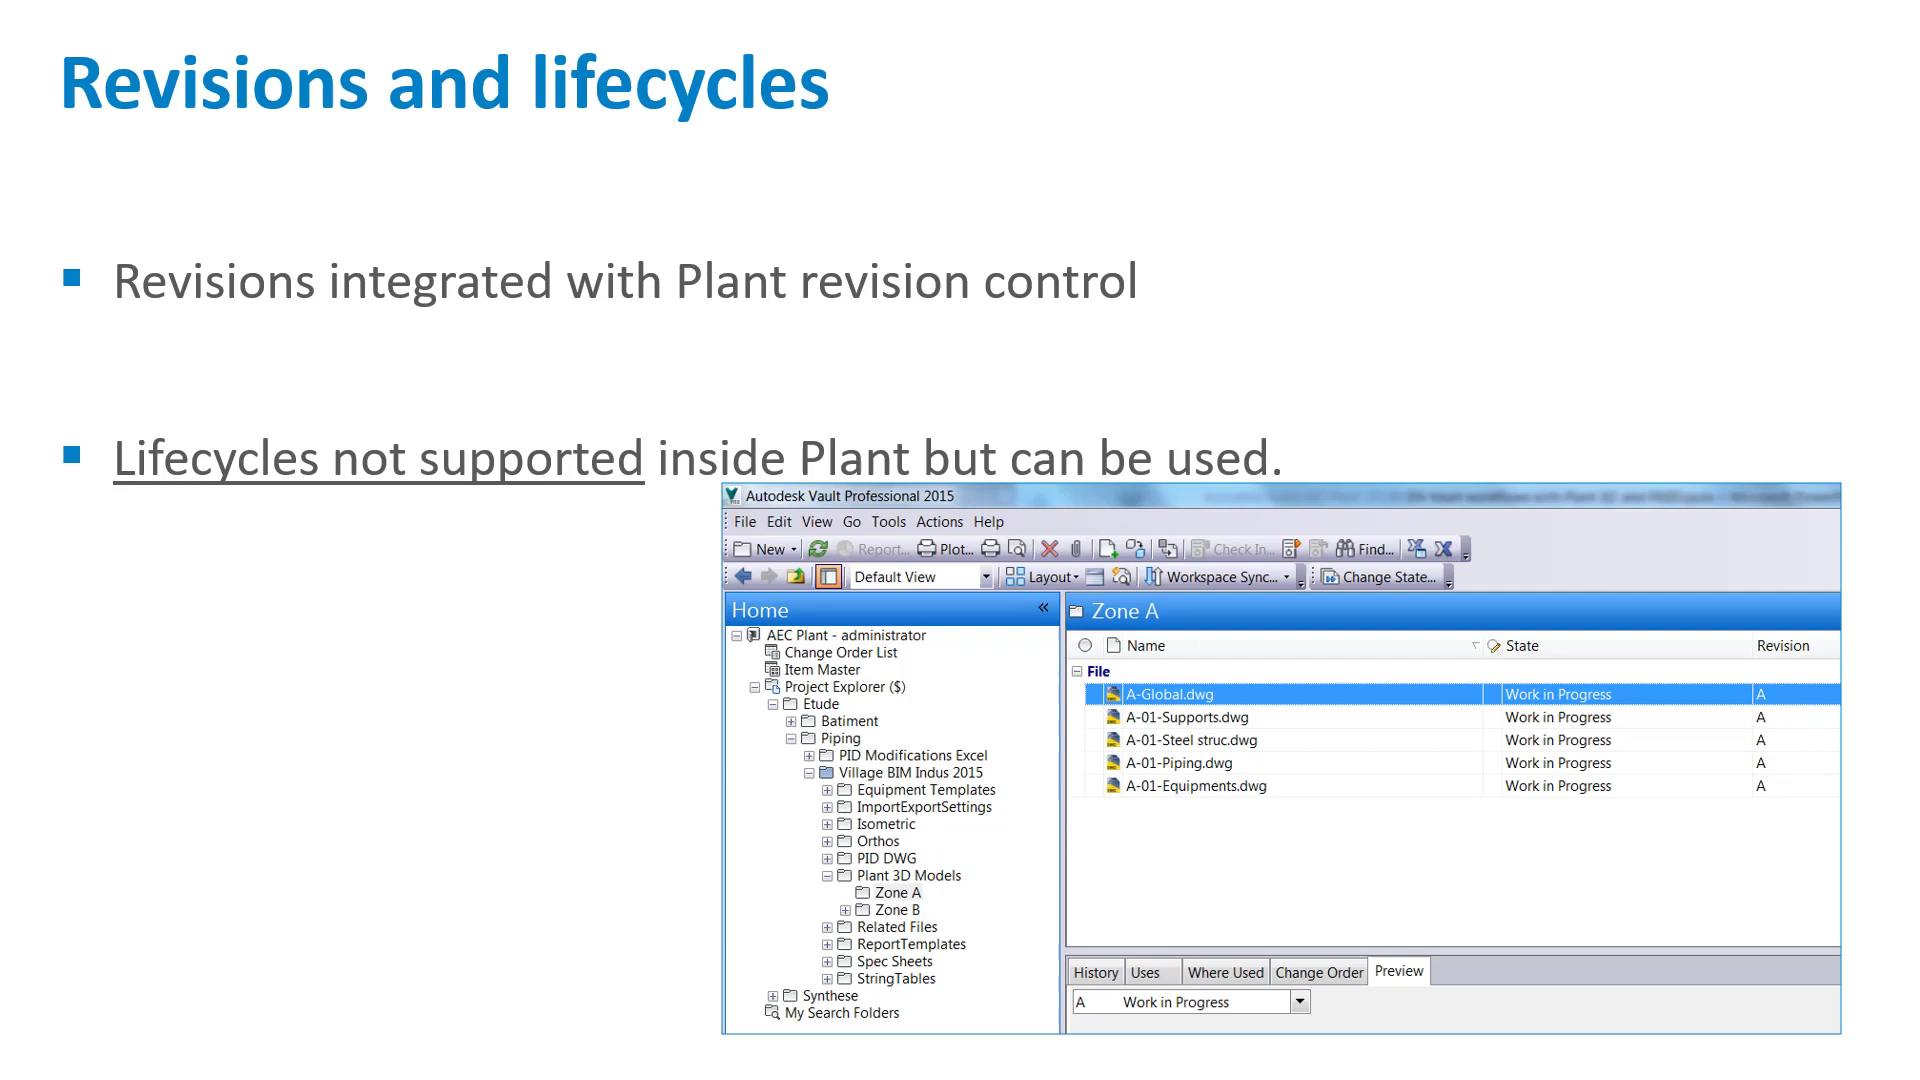 Revisions and lifecycles
Revisions integrated with Plant revision control
Lifecycles not supported inside Plant but can be used.
Autodesk Vault Professional 2015
File Edit View Go Tools Actions Help
New Report... Plot... Check In... Find...
Default View Layout Workspace Sync... Change State...
Home
AEC Plant - administrator
Change Order List
Item Master
Project Explorer ($)
Etude
Batiment
Piping
PID Modifications Excel
Village BIM Indus 2015
Equipment Templates
ImportExportSettings
Isometric
Orthos
PID DWG
Plant 3D Models
Zone A
Zone B
Related Files
ReportTemplates
Spec Sheets
StringTables
Synthese
My Search Folders
Zone A
Name State Revision
File
A-Global.dwg Work in Progress A
A-01-Supports.dwg Work in Progress A
A-01-Steel struc.dwg Work in Progress A
A-01-Piping.dwg Work in Progress A
A-01-Equipments.dwg Work in Progress A
History Uses Where Used Change Order Preview
A Work in Progress